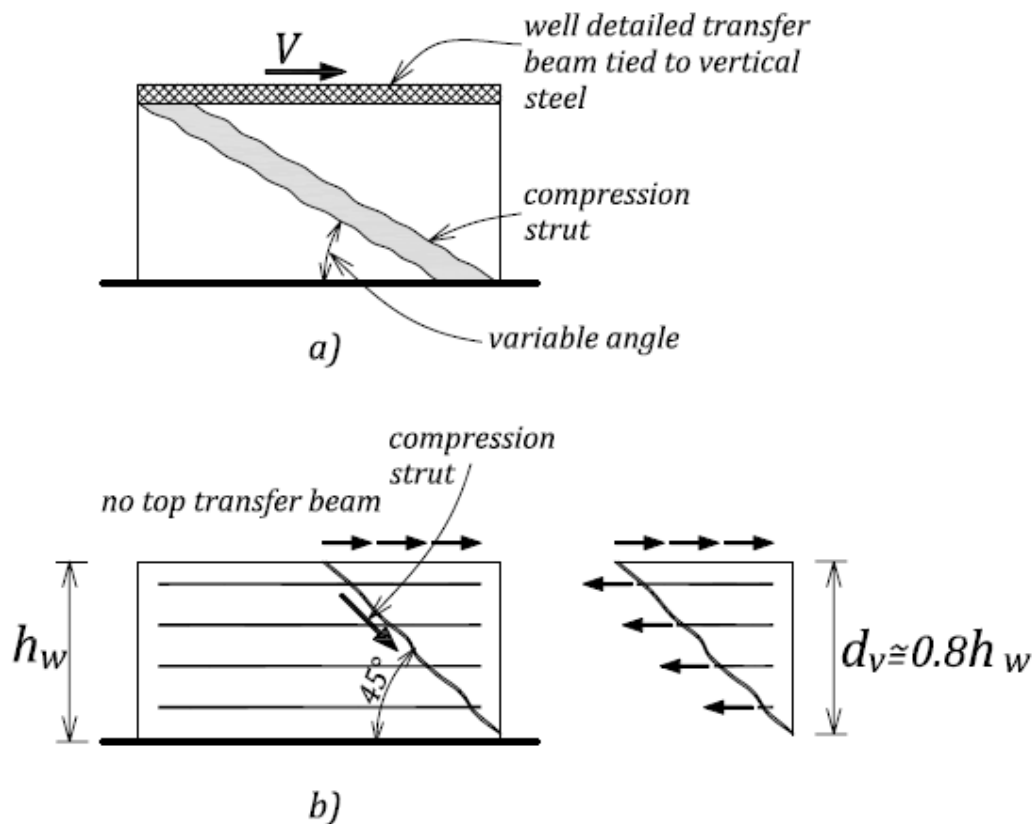 V
well detailed transfer
beam tied to vertical
steel
compression
strut
variable angle
a)
compression
strut
no top transfer beam
h_w
45°
d_v≅0.8h_w
b)